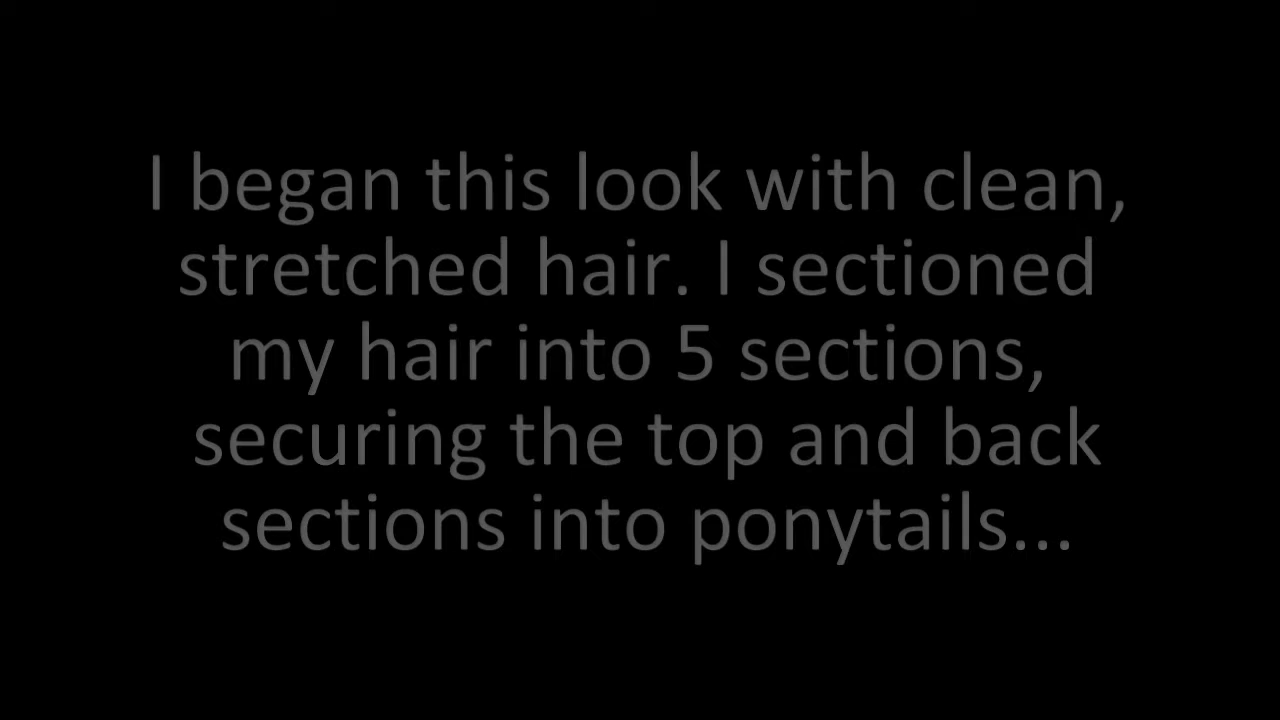 I began this look with clean,
stretched hair. I sectioned
my hair into 5 sections,
securing the top and back
sections into ponytails...